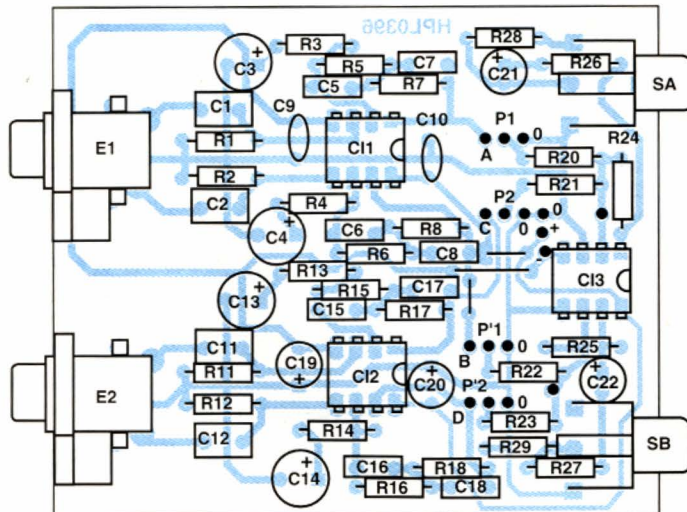 HPL0396
R28
R3
C3
R5
C7
C21
R26
C5
R7
SA
C1
C9
C10
P1
R24
0
E1
R1
CI1
A
R20
R2
R21
C2
R4
P2
0
C4
C6
R8
C
0
+
R6
C8
-
R13
CI3
C13
R15
C17
C15
R17
P'1
C11
C19
B
0
R25
R11
CI2
C20
R22
C22
E2
P'2
R12
D
0
C12
R14
R23
R29
SB
C16
R18
R27
C14
R16
C18